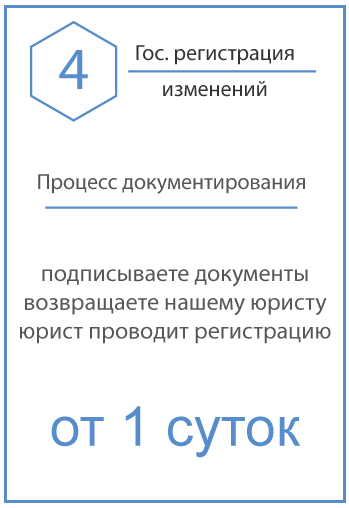 4
Гос. регистрация
изменений
Процесс документирования
подписываете документы
возвращаете нашему юристу
юрист проводит регистрацию
от 1 суток